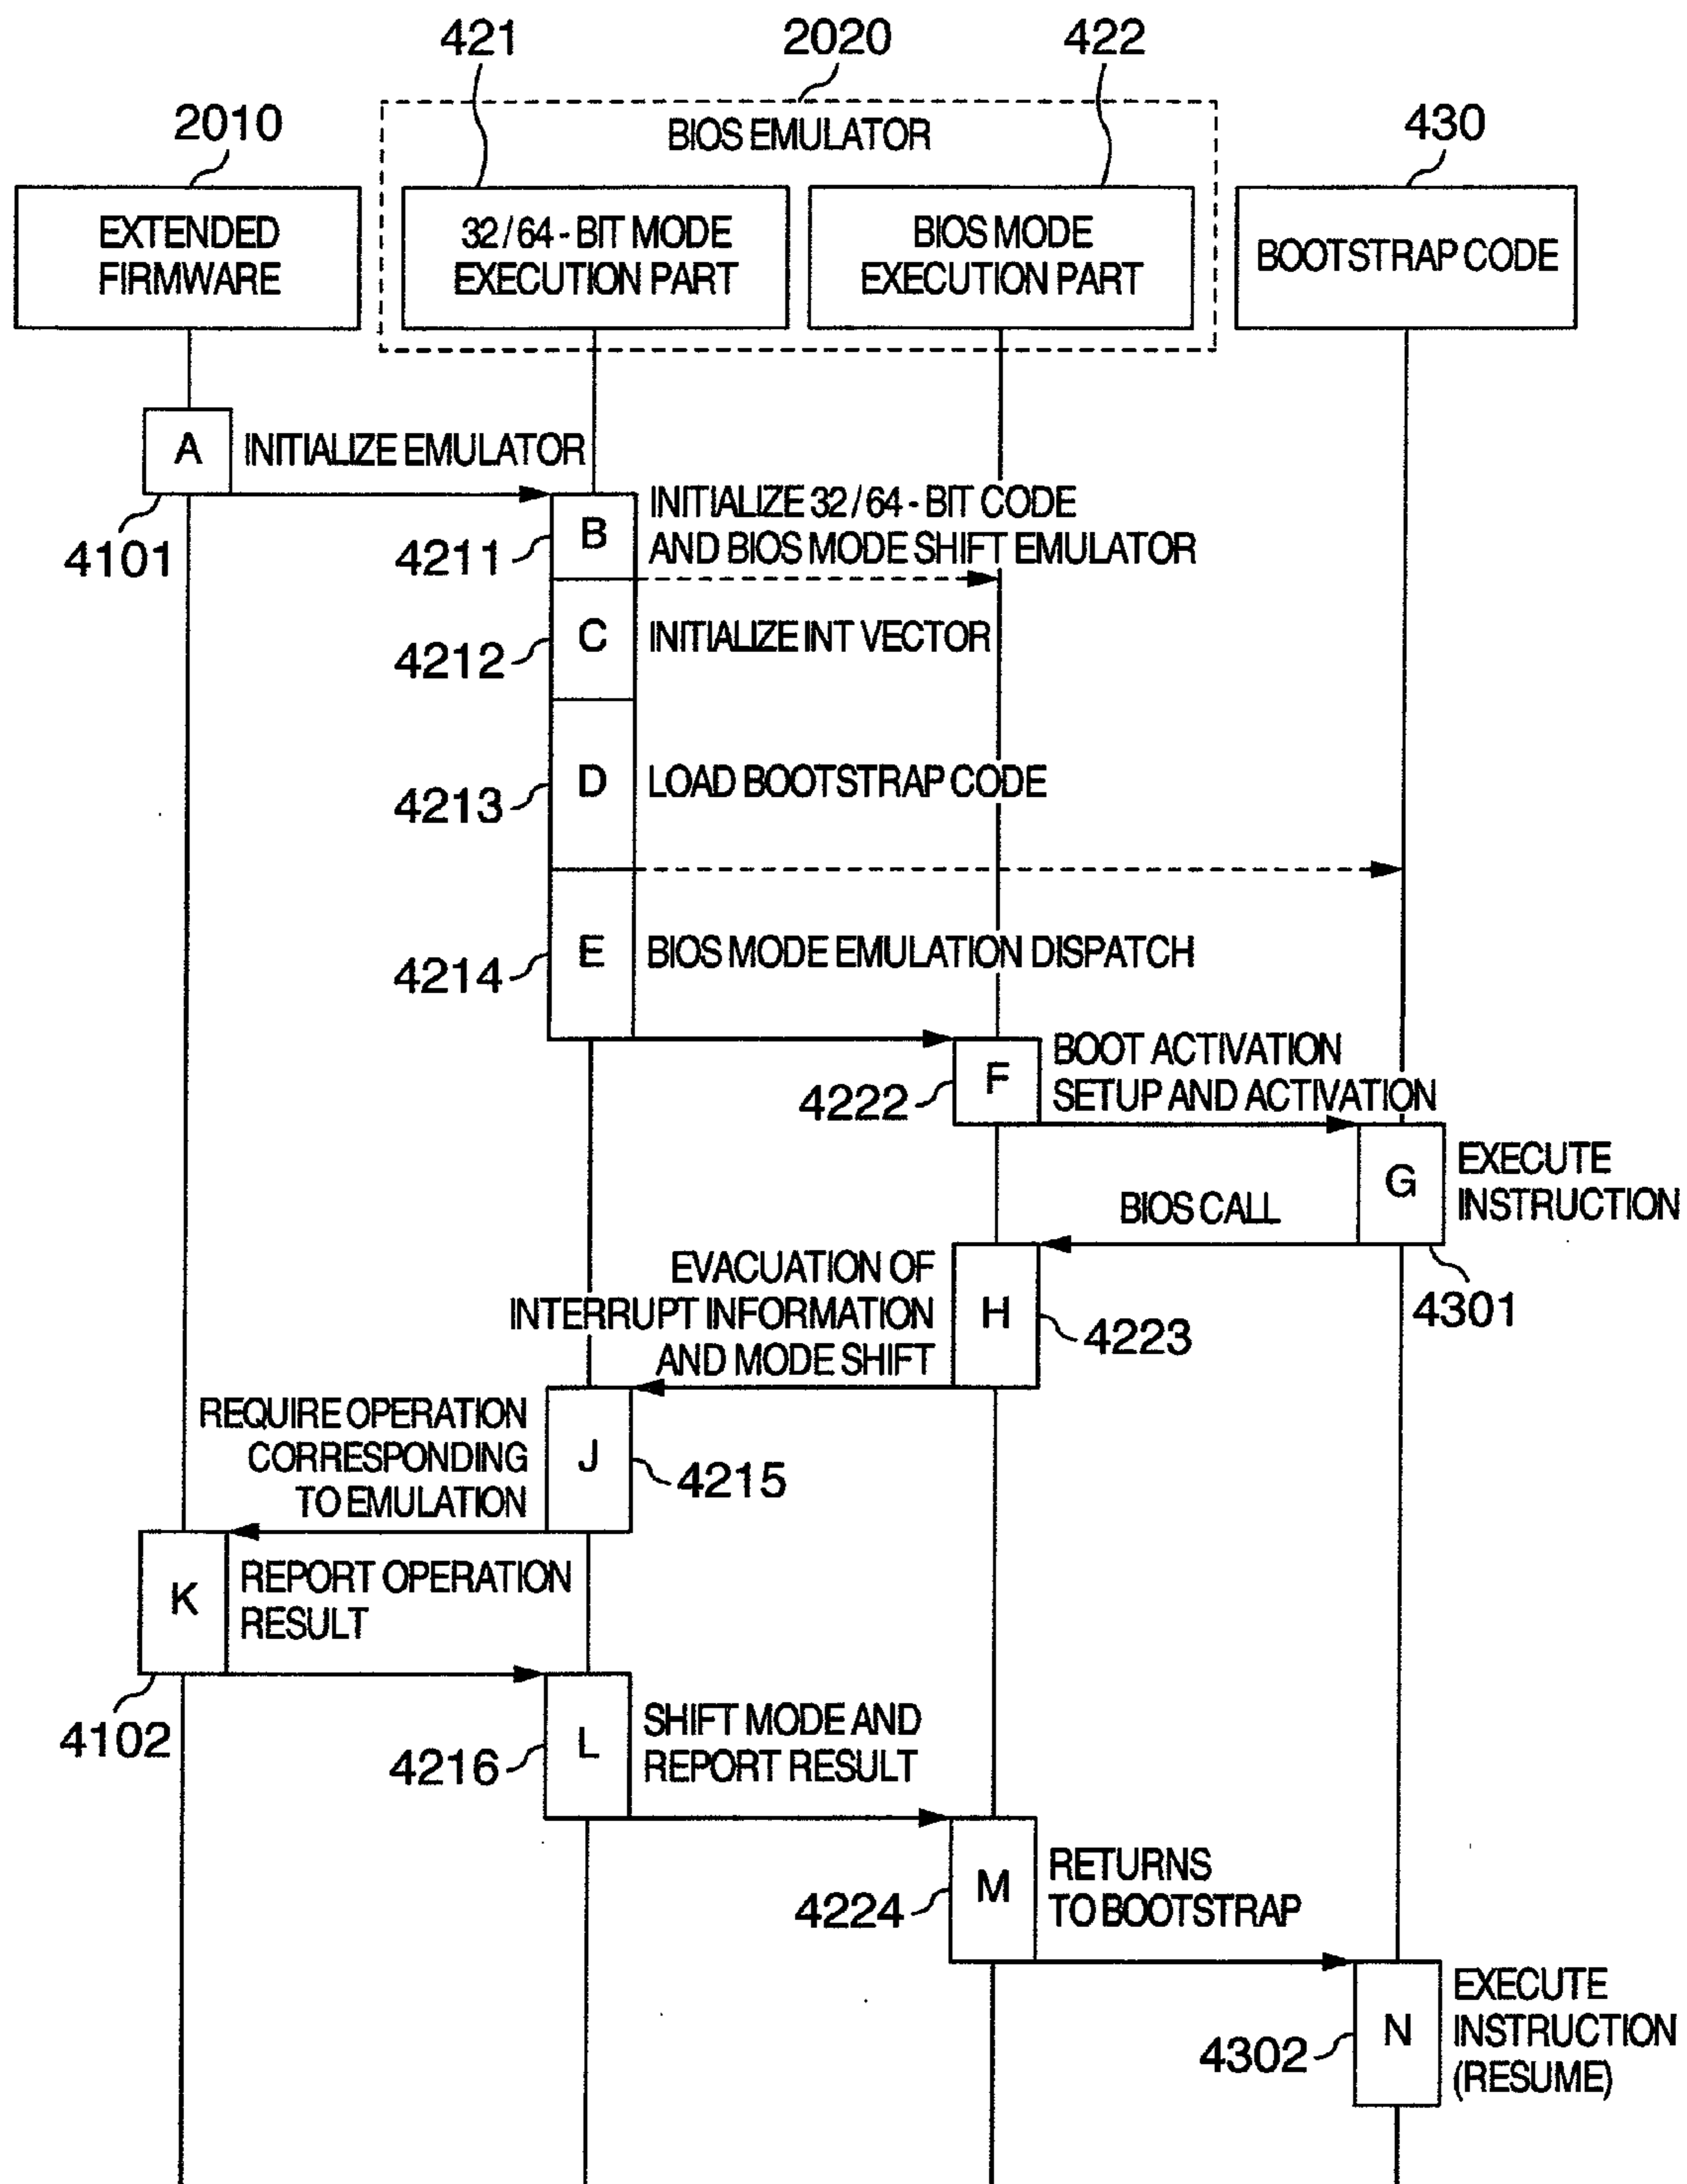 421
2020
422
2010
BIOS EMULATOR
430
EXTENDED
FIRMWARE
32/64-BIT MODE
EXECUTION PART
BIOS MODE
EXECUTION PART
BOOTSTRAP CODE
A
INITIALIZE EMULATOR
4101
B
4211
INITIALIZE 32/64-BIT CODE
AND BIOS MODE SHIFT EMULATOR
C
4212
INITIALIZE INT VECTOR
D
4213
LOAD BOOTSTRAP CODE
E
4214
BIOS MODE EMULATION DISPATCH
F
4222
BOOT ACTIVATION
SETUP AND ACTIVATION
G
EXECUTE
INSTRUCTION
BIOS CALL
4301
EVACUATION OF
INTERRUPT INFORMATION
AND MODE SHIFT
H
4223
REQUIRE OPERATION
CORRESPONDING
TO EMULATION
J
4215
K
REPORT OPERATION
RESULT
4102
L
4216
SHIFT MODE AND
REPORT RESULT
M
4224
RETURNS
TO BOOTSTRAP
N
4302
EXECUTE
INSTRUCTION
(RESUME)